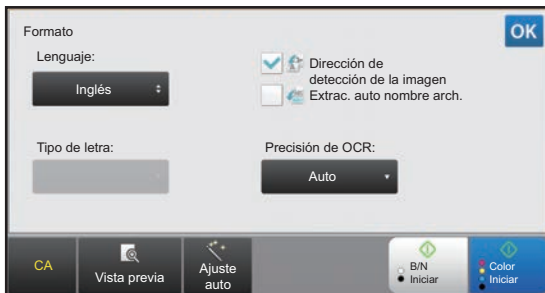 Formato
OK
Lenguaje:
Inglés
Dirección de
detección de la imagen
Extrac. auto nombre arch.
Tipo de letra:
Precisión de OCR:
Auto
CA
Vista previa
Ajuste
auto
B/N
Iniciar
Color
Iniciar